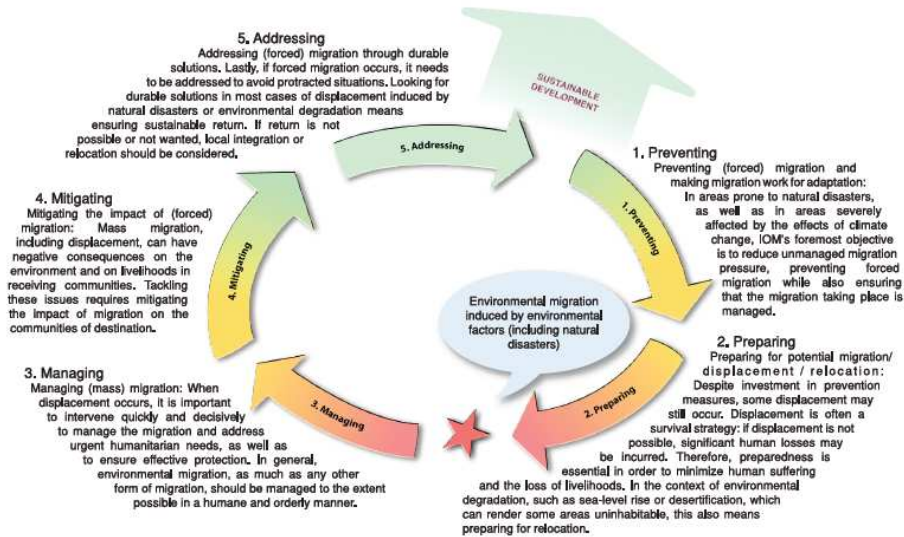 SUSTAINABLE
DEVELOPMENT
1. Preventing
Preventing (forced) migration and
making migration work for adaptation:
In areas prone to natural disasters,
as well as in areas severely
affected by the effects of climate
change, IOM's foremost objective
is to reduce unmanaged migration
pressure, preventing forced
migration while also ensuring
that the migration taking place is
managed.
1. Preventing
2. Preparing
Preparing for potential migration/
displacement / relocation:
Despite investment in prevention
measures, some displacement may
still occur. Displacement is often a
survival strategy: if displacement is not
possible, significant human losses may
be incurred. Therefore, preparedness is
essential in order to minimize human suffering
and the loss of livelihoods. In the context of environmental
degradation, such as sea-level rise or desertification, which
can render some areas uninhabitable, this also means
preparing for relocation.
2. Preparing
Environmental migration
induced by environmental
factors (including natural
disasters)
3. Managing
Managing (mass) migration: When
displacement occurs, it is important
to intervene quickly and decisively
to manage the migration and address
urgent humanitarian needs, as well as
to ensure effective protection. In general,
environmental migration, as much as any other
form of migration, should be managed to the extent
possible in a humane and orderly manner.
3. Managing
4. Mitigating
Mitigating the impact of (forced)
migration: Mass migration,
including displacement, can have
negative consequences on the
environment and on livelihoods in
receiving communities. Tackling
these issues requires mitigating
the impact of migration on the
communities of destination.
4. Mitigating
5. Addressing
Addressing (forced) migration through durable
solutions. Lastly, if forced migration occurs, it needs
to be addressed to avoid protracted situations. Looking for
durable solutions in most cases of displacement induced by
natural disasters or environmental degradation means
ensuring sustainable return. If return is not
possible or not wanted, local integration or
relocation should be considered.
5. Addressing